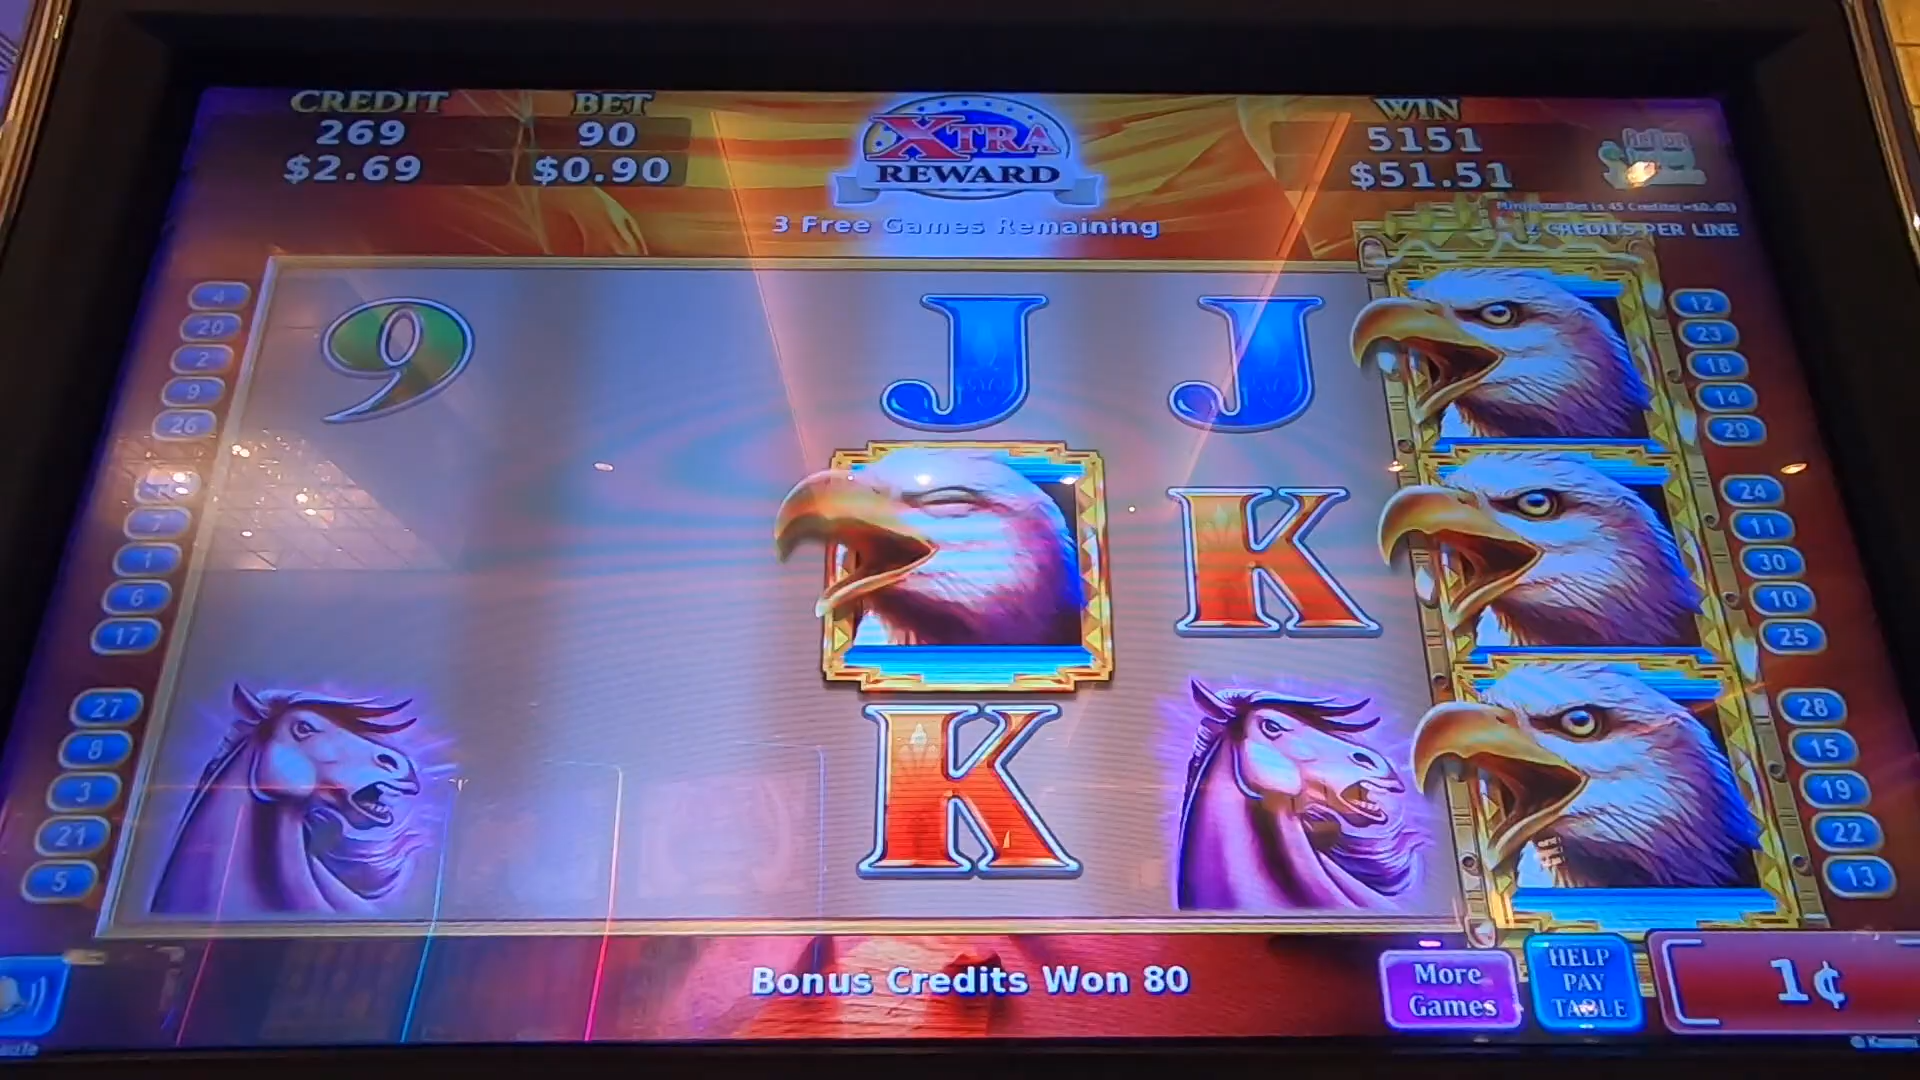 CREDIT
269
$2.69
BET
90
$0.90
XTRA
REWARD
3 Free Games Remaining
WIN
5151
$51.51
2 CREDITS PER LINE
4
20
2
9
26
7
1
6
17
27
8
3
21
5
9
J
J
K
K
12
23
18
14
29
24
11
30
10
25
28
15
19
22
13
Bonus Credits Won 80
More
Games
HELP
PAY
TABLE
1¢